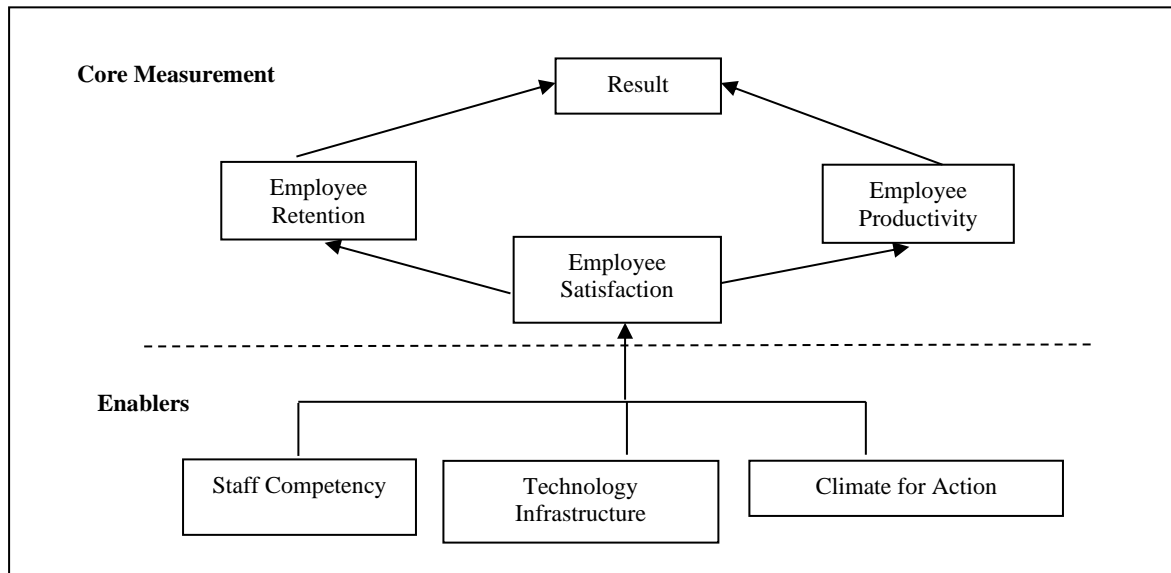 Core Measurement
Result
Employee
Retention
Employee
Productivity
Employee
Satisfaction
Enablers
Staff Competency
Technology
Infrastructure
Climate for Action